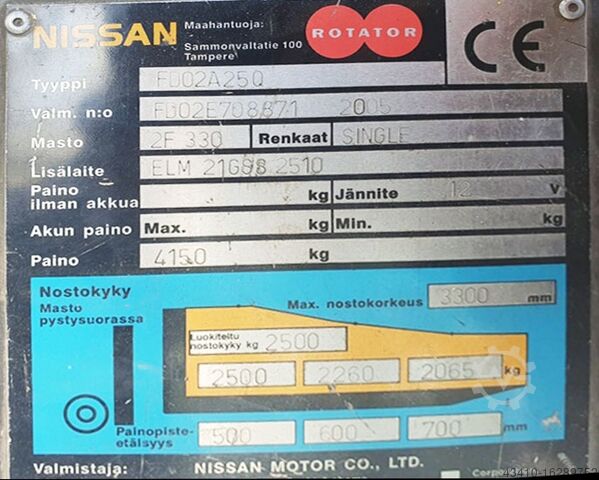 NISSAN Maahantuoja: ROTATOR CE
Sammonvaltatie 100
Tampere
Tyyppi FD02A25Q
Valm. n:o FD02E708871 2005
Masto 2F 330 Renkaat SINGLE
Lisälaite ELM 21G88 2510
Paino ilman akkua kg Jännite 12 V
Akun paino Max. kg Min. kg
Paino 4150 kg
Nostokyky Max. nostokorkeus 3300 mm
Masto
pystysuorassa
Luokiteltu
nostokyky kg 2500
2500 2260 2065 kg
Painopiste-
etäisyys 500 600 700 mm
Valmistaja: NISSAN MOTOR CO., LTD.
43410-16289752